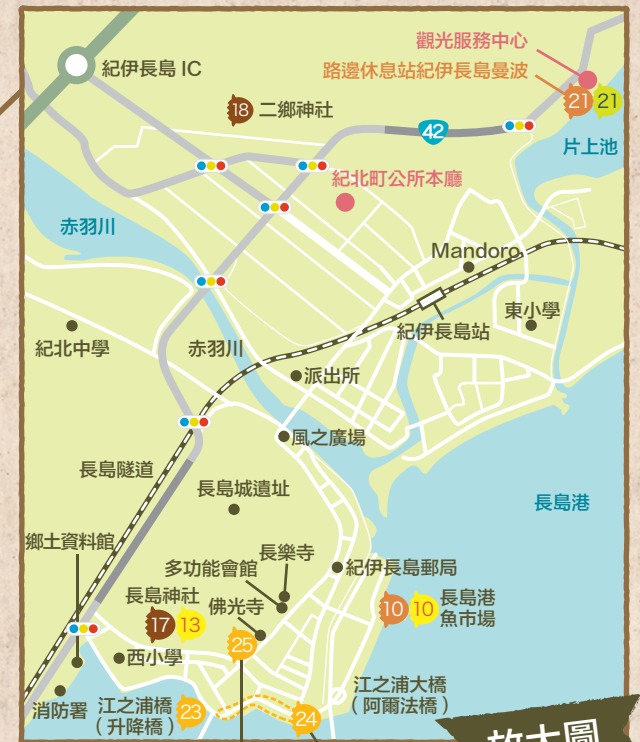 觀光服務中心
紀伊長島 IC
路邊休息站紀伊長島曼波
21 21
18 二鄉神社
42
片上池
紀北町公所本廳
赤羽川
Mandoro
東小學
紀伊長島站
紀北中學
赤羽川
派出所
風之廣場
長島隧道
長島城遺址
長島港
鄉土資料館
長樂寺
多功能會館
紀伊長島郵局
長島神社
17 13
佛光寺
25
10 10 長島港
魚市場
西小學
消防署
江之浦橋
（升降橋）
23
24
江之浦大橋
（阿爾法橋）
放大圖